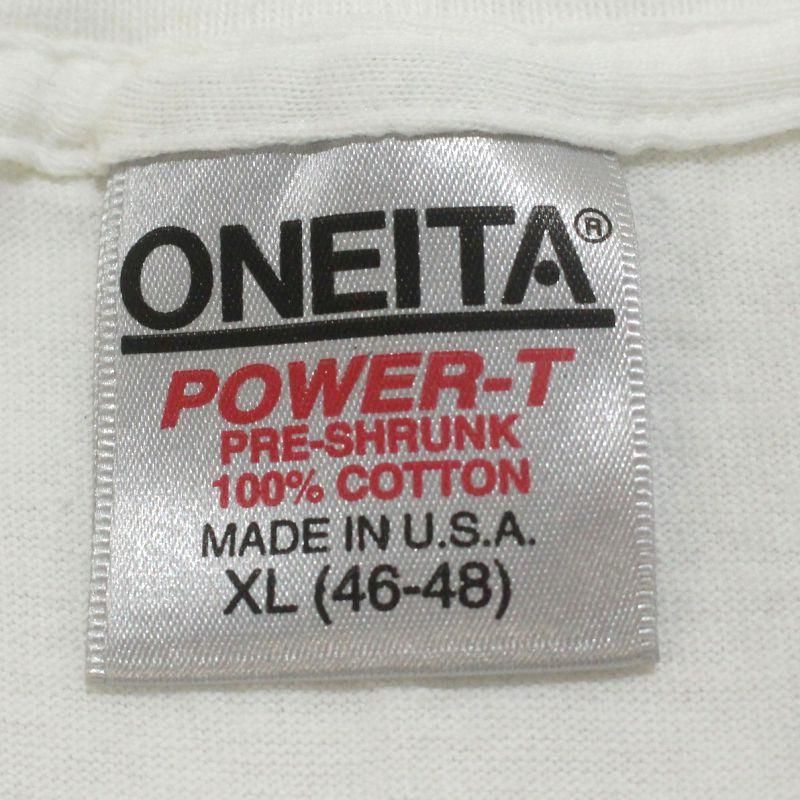 ONEITA®
POWER-T
PRE-SHRUNK
100% COTTON
MADE IN U.S.A.
XL (46-48)